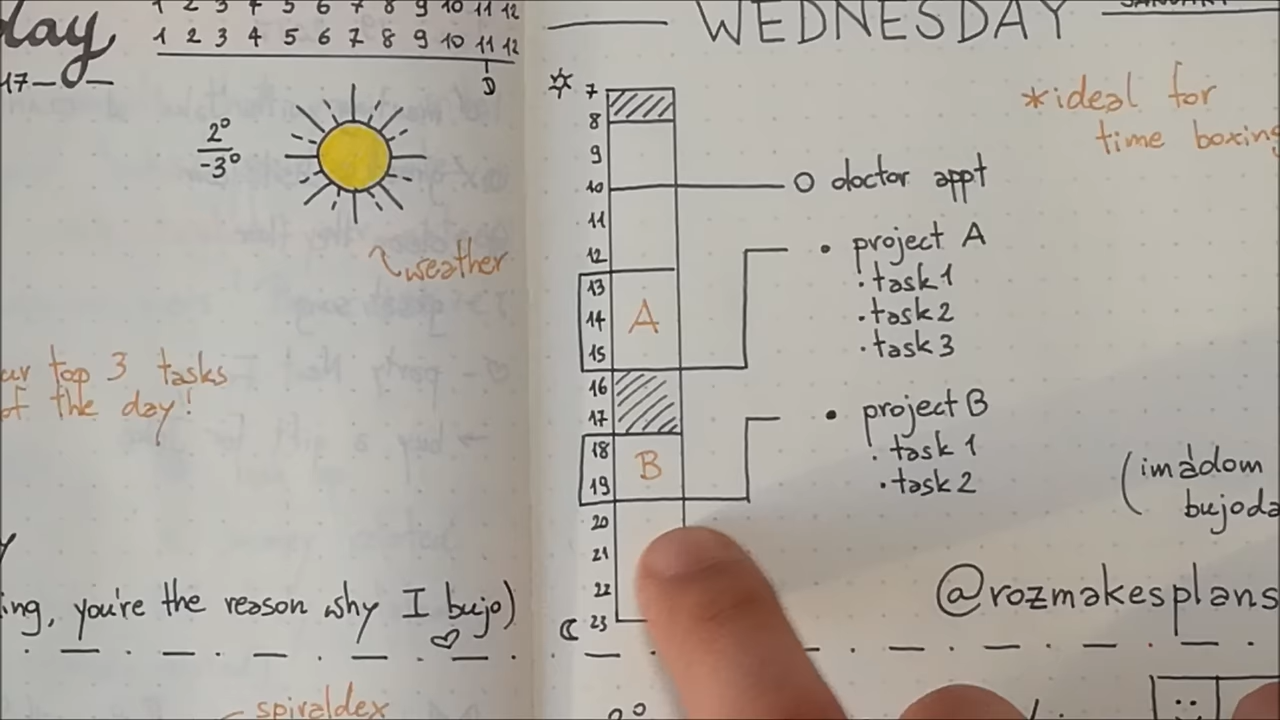 lay
17
1 2 3 4 5 6 7 8 9 10 11 12
1 2 3 4 5 6 7 8 9 10 11 12
D
2°
-3°
weather
top 3 tasks
of the day!
ing, you're the reason why I bujo)
spiraldex
WEDNESDAY
JANUARY
*ideal for
time boxing
7
8
9
10
11
12
13
14
15
16
17
18
19
20
21
22
23
A
B
doctor appt
• project A
· task 1
· task 2
· task 3
• project B
· task 1
· task 2
(imádom
bujoda
@rozmakesplans